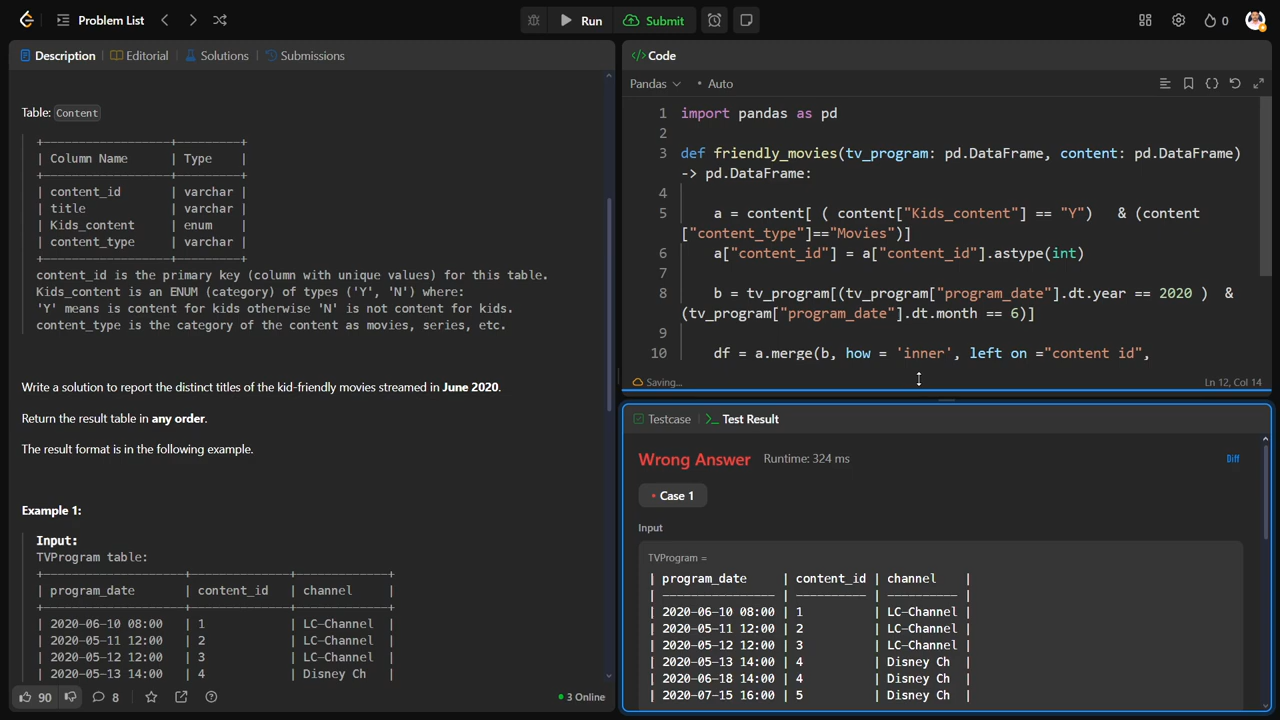 Problem List
Run
Submit
0
Description
Editorial
Solutions
Submissions
Table: Content
+----------------+---------+
| Column Name | Type |
+----------------+---------+
| content_id | varchar |
| title | varchar |
| Kids_content | enum |
| content_type | varchar |
+----------------+---------+
content_id is the primary key (column with unique values) for this table.
Kids_content is an ENUM (category) of types ('Y', 'N') where:
'Y' means is content for kids otherwise 'N' is not content for kids.
content_type is the category of the content as movies, series, etc.
Write a solution to report the distinct titles of the kid-friendly movies streamed in June 2020.
Return the result table in any order.
The result format is in the following example.
Example 1:
Input:
TVProgram table:
+------------------+-------------+-------------+
| program_date | content_id | channel |
+------------------+-------------+-------------+
| 2020-06-10 08:00 | 1 | LC-Channel |
| 2020-05-11 12:00 | 2 | LC-Channel |
| 2020-05-12 12:00 | 3 | LC-Channel |
| 2020-05-13 14:00 | 4 | Disney Ch |
90
8
3 Online
Code
Pandas
Auto
1 import pandas as pd
2
3 def friendly_movies(tv_program: pd.DataFrame, content: pd.DataFrame)
-> pd.DataFrame:
4
5 a = content[ ( content["Kids_content"] == "Y") & (content
["content_type"]=="Movies")]
6 a["content_id"] = a["content_id"].astype(int)
7
8 b = tv_program[(tv_program["program_date"].dt.year == 2020 ) &
(tv_program["program_date"].dt.month == 6)]
9
10 df = a.merge(b, how = 'inner', left_on ="content_id",
Saving...
Ln 12, Col 14
Testcase
Test Result
Wrong Answer
Runtime: 324 ms
Diff
Case 1
Input
TVProgram =
| program_date | content_id | channel |
| ---------------- | ---------- | ---------- |
| 2020-06-10 08:00 | 1 | LC-Channel |
| 2020-05-11 12:00 | 2 | LC-Channel |
| 2020-05-12 12:00 | 3 | LC-Channel |
| 2020-05-13 14:00 | 4 | Disney Ch |
| 2020-06-18 14:00 | 4 | Disney Ch |
| 2020-07-15 16:00 | 5 | Disney Ch |